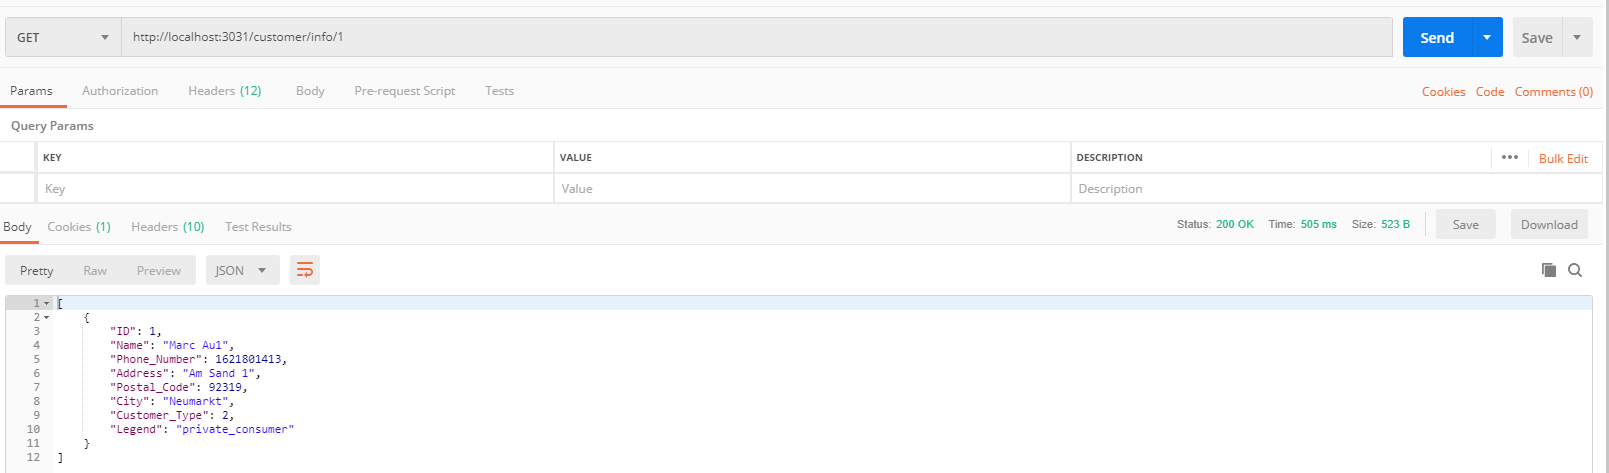 GET http://localhost:3031/customer/info/1 Send Save
Params Authorization Headers (12) Body Pre-request Script Tests Cookies Code Comments (0)
Query Params
KEY VALUE DESCRIPTION ••• Bulk Edit
Key Value Description
Body Cookies (1) Headers (10) Test Results Status: 200 OK Time: 505 ms Size: 523 B Save Download
Pretty Raw Preview JSON
1 [
2 {
3 "ID": 1,
4 "Name": "Marc Au1",
5 "Phone_Number": 1621801413,
6 "Address": "Am Sand 1",
7 "Postal_Code": 92319,
8 "City": "Neumarkt",
9 "Customer_Type": 2,
10 "Legend": "private_consumer"
11 }
12 ]